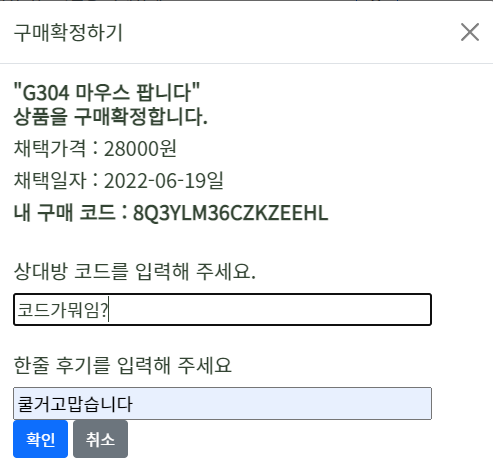 구매확정하기
"G304 마우스 팝니다"
상품을 구매확정합니다.
채택가격 : 28000원
채택일자 : 2022-06-19일
내 구매 코드 : 8Q3YLM36CZKZEEHL
상대방 코드를 입력해 주세요.
코드가뭐임?
한줄 후기를 입력해 주세요
쿨거고맙습니다
확인 취소